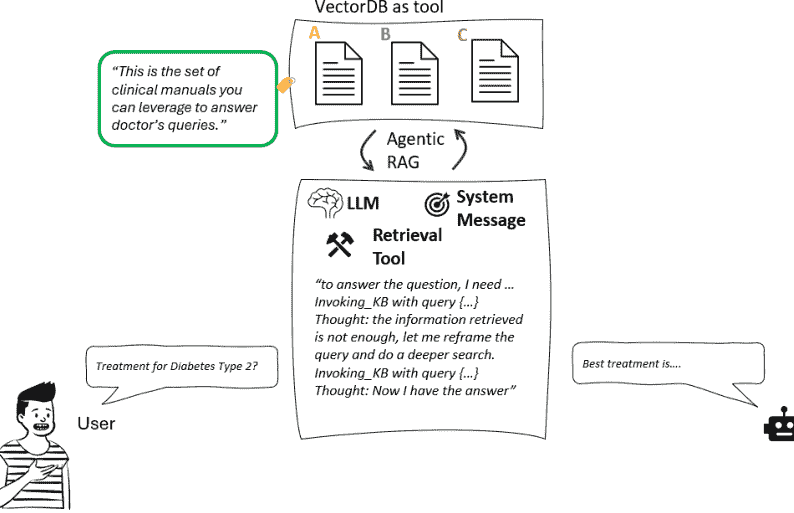 VectorDB as tool
A
B
C
“This is the set of
clinical manuals you
can leverage to answer
doctor’s queries.”
Agentic
RAG
LLM
System
Message
Retrieval
Tool
“to answer the question, I need …
Invoking_KB with query {…}
Thought: the information retrieved
is not enough, let me reframe the
query and do a deeper search.
Invoking_KB with query {…}
Thought: Now I have the answer”
Treatment for Diabetes Type 2?
User
Best treatment is….